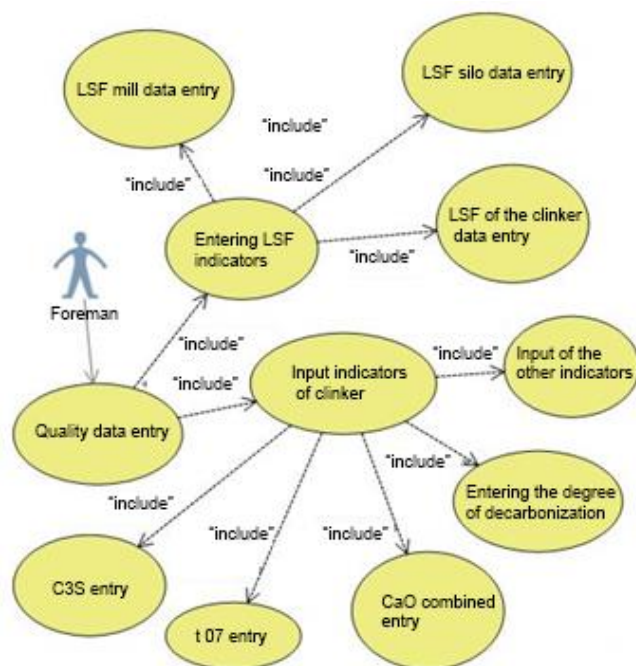 LSF mill data entry
LSF silo data entry
“include”
“include”
“include”
Entering LSF
indicators
LSF of the clinker
data entry
“include”
Foreman
“include”
“include”
Quality data entry
Input indicators
of clinker
“include”
Input of the
other indicators
“include”
Entering the degree
of decarbonization
“include”
“include”
“include”
C3S entry
t 07 entry
CaO combined
entry